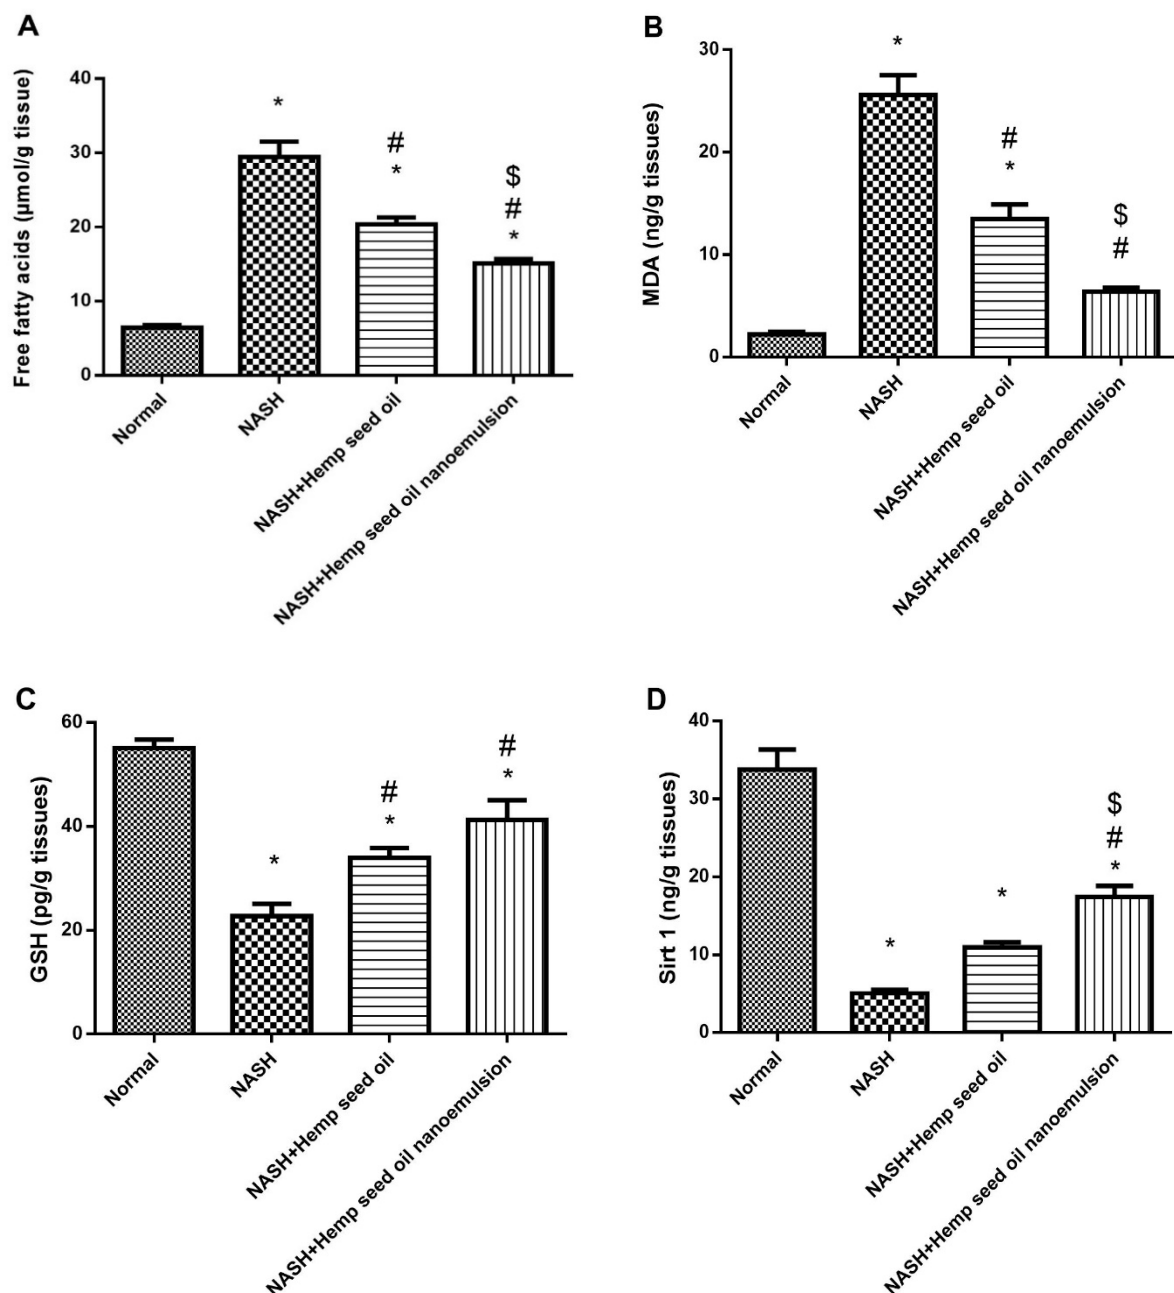 A
Free fatty acids (µmol/g tissue)
40
30
20
10
0
*
#
*
$
#
*
Normal
NASH
NASH+Hemp seed oil
NASH+Hemp seed oil nanoemulsion
B
MDA (ng/g tissues)
30
20
10
0
*
#
*
$
#
Normal
NASH
NASH+Hemp seed oil
NASH+Hemp seed oil nanoemulsion
C
GSH (pg/g tissues)
60
40
20
0
*
#
*
#
*
Normal
NASH
NASH+Hemp seed oil
NASH+Hemp seed oil nanoemulsion
D
Sirt 1 (ng/g tissues)
40
30
20
10
0
*
*
$
#
*
Normal
NASH
NASH+Hemp seed oil
NASH+Hemp seed oil nanoemulsion